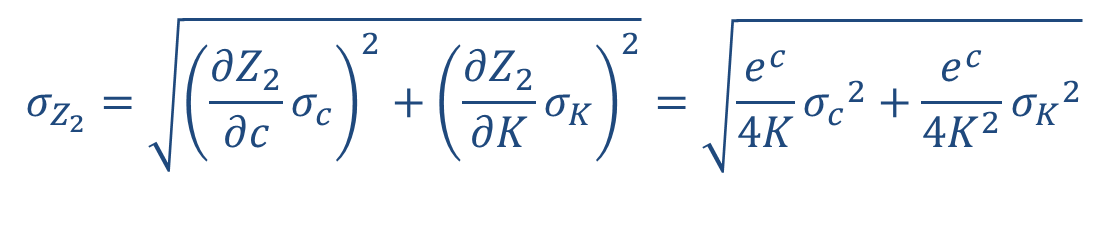 σ_{Z_2} = √((∂Z_2/∂c σ_c)^2 + (∂Z_2/∂K σ_K)^2) = √(e^c/4K σ_c^2 + e^c/4K^2 σ_K^2)